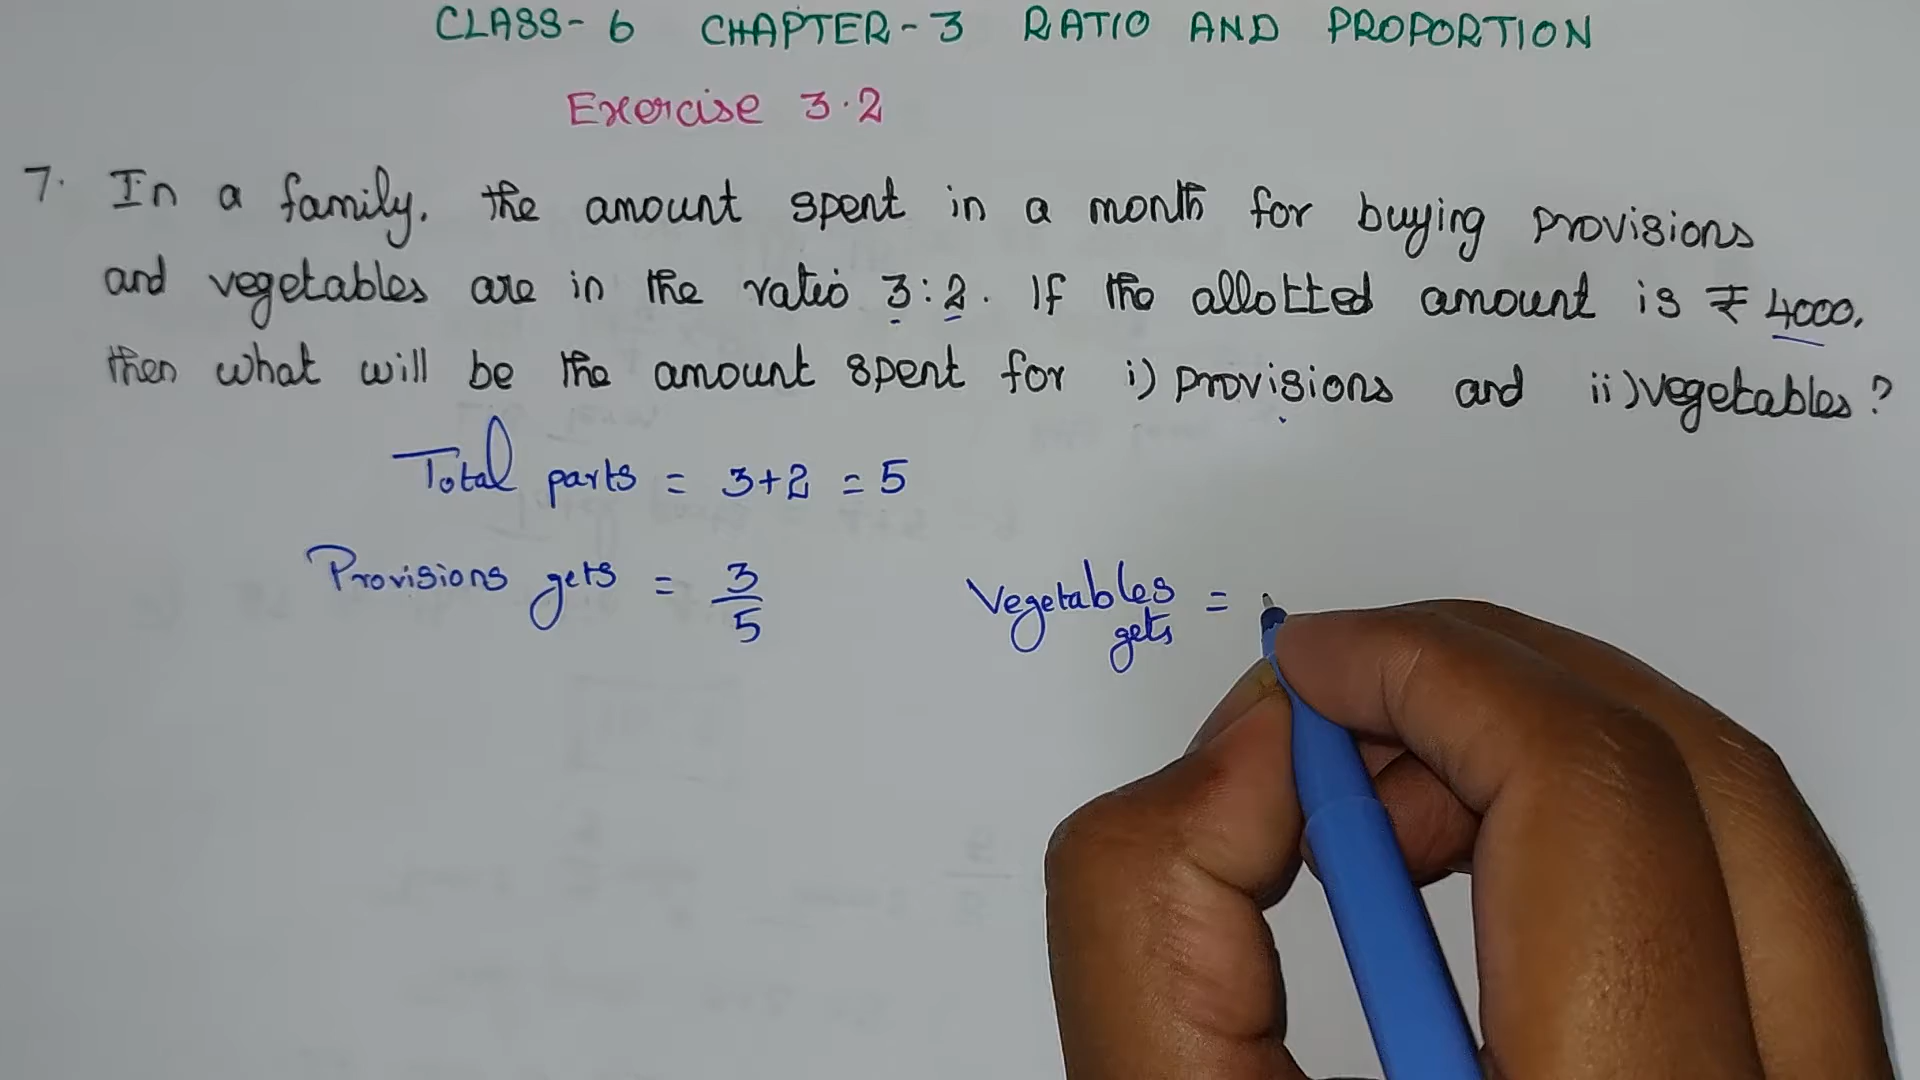 CLASS-6 CHAPTER-3 RATIO AND PROPORTION
Exercise 3.2
7. In a family, the amount spent in a month for buying provisions
and vegetables are in the ratio 3:2. If the allotted amount is ₹ 4000,
then what will be the amount spent for i) provisions and ii) vegetables?
Total parts = 3+2 = 5
Provisions gets = 3/5
Vegetables gets =